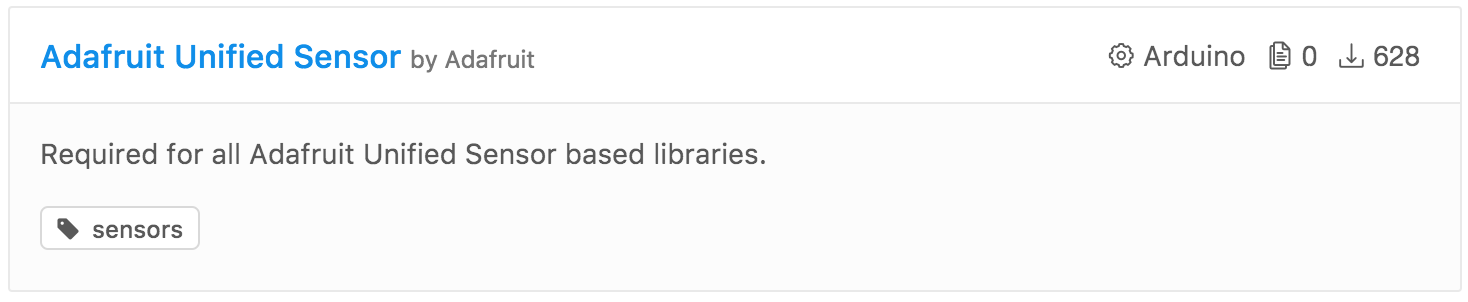 Adafruit Unified Sensor by Adafruit Arduino 0 628
Required for all Adafruit Unified Sensor based libraries.
sensors